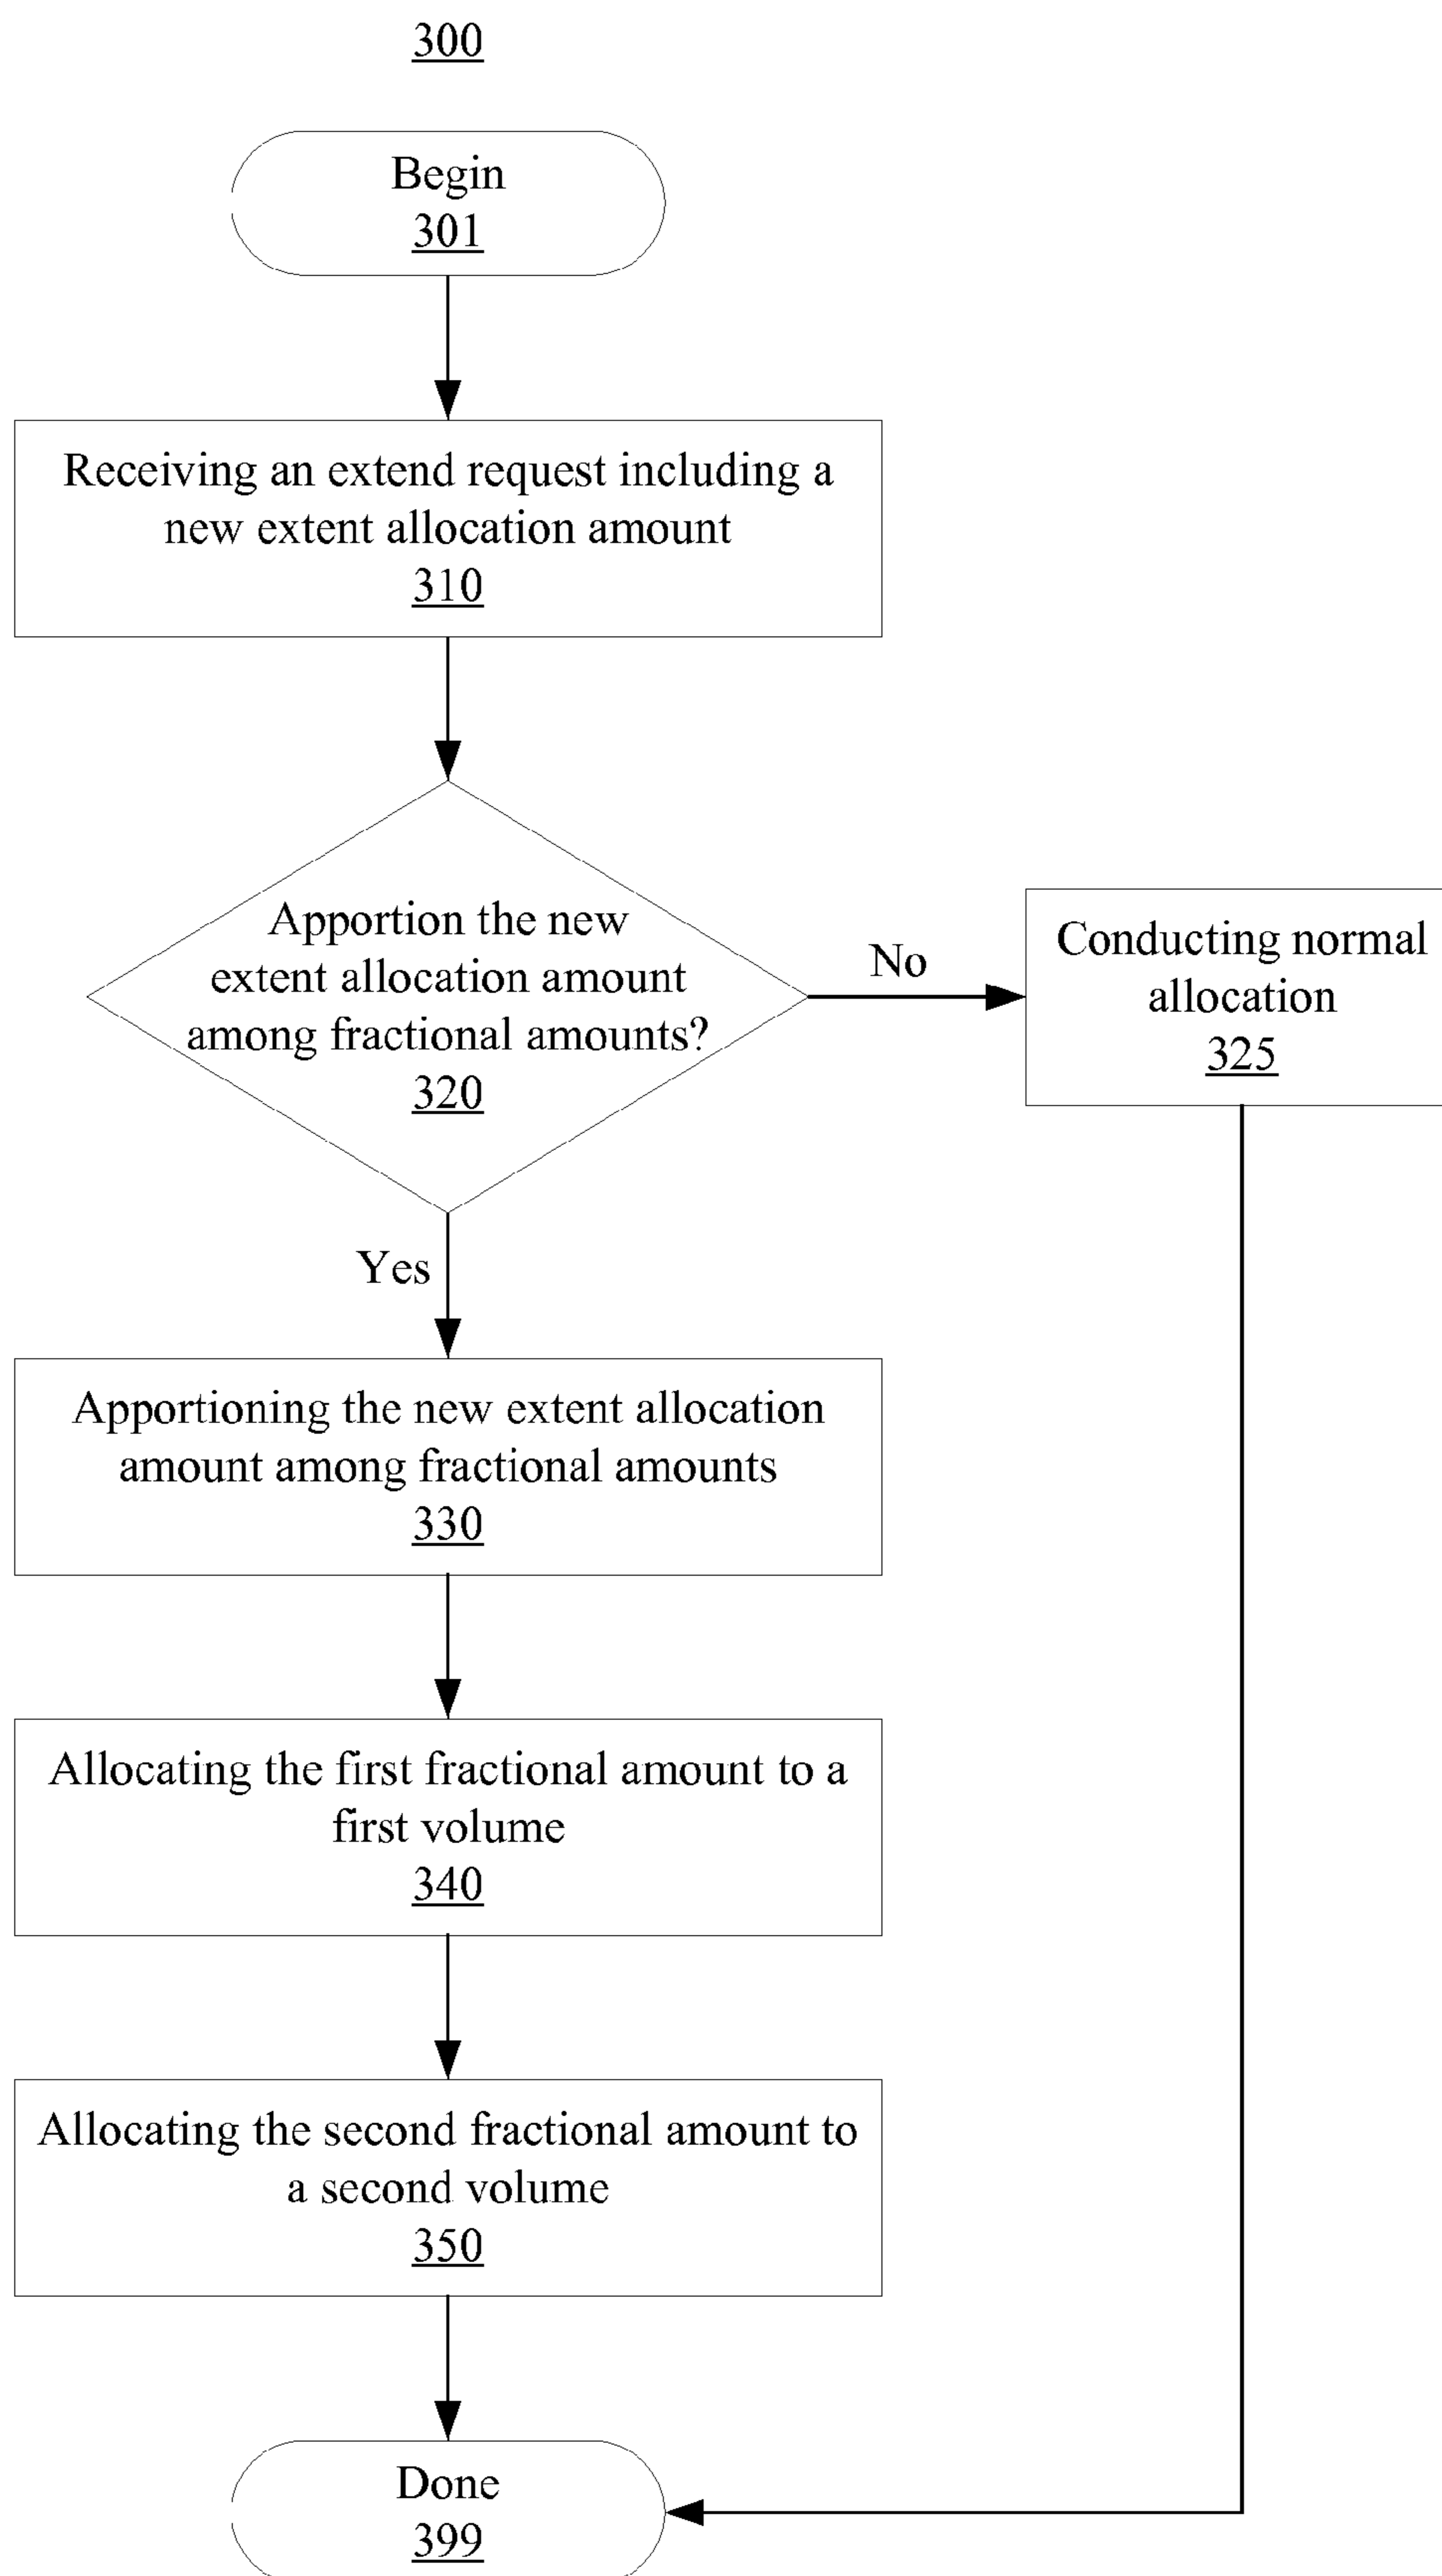 300
Begin
301
Receiving an extend request including a
new extent allocation amount
310
Apportion the new
extent allocation amount
among fractional amounts?
320
No
Conducting normal
allocation
325
Yes
Apportioning the new extent allocation
amount among fractional amounts
330
Allocating the first fractional amount to a
first volume
340
Allocating the second fractional amount to
a second volume
350
Done
399